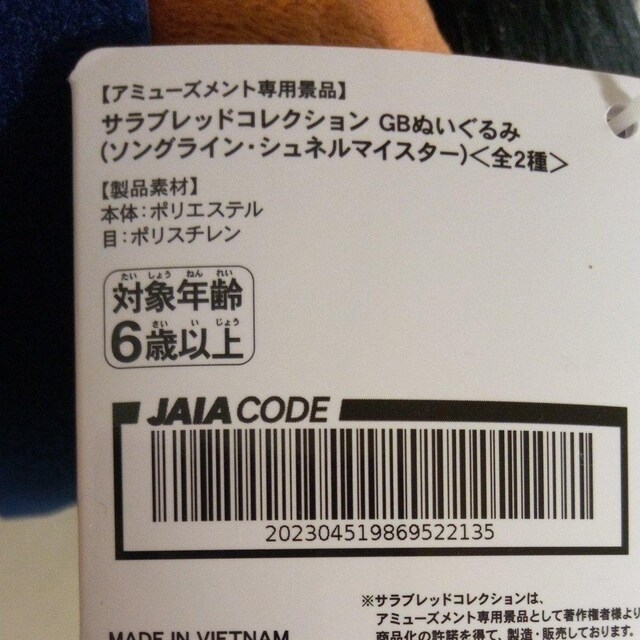 【アミューズメント専用景品】
サラブレッドコレクション GBぬいぐるみ
(ソングライン・シュネルマイスター)<全2種>
【製品素材】
本体:ポリエステル
目:ポリスチレン
たい しょう ねん れい
対象年齢
さい い じょう
6歳以上
JAIA CODE
202304519869522135
※サラブレッドコレクションは、
アミューズメント専用景品として著作権者様より
商品化の許諾を得て、製造・販売しております。
MADE IN VIETNAM